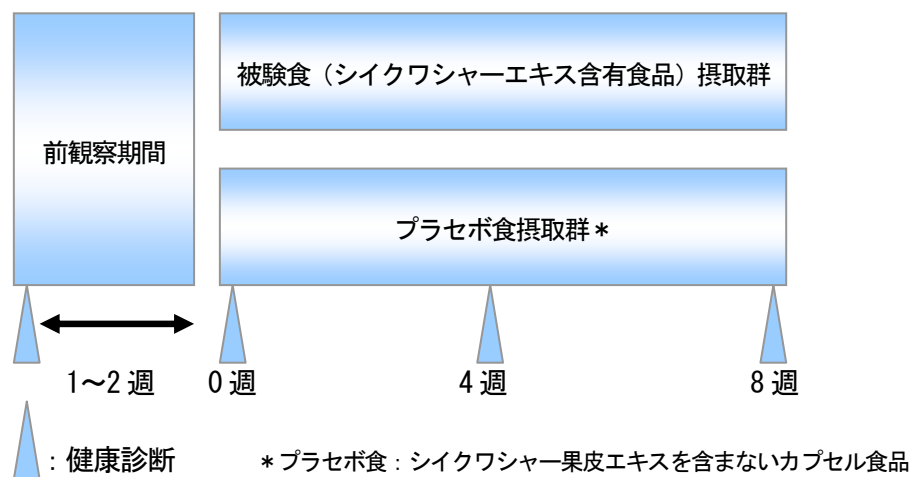 被験食（シイクワシャーエキス含有食品）摂取群
前観察期間
プラセボ食摂取群＊
1～2 週
0 週
4 週
8 週
：健康診断
＊プラセボ食：シイクワシャー果皮エキスを含まないカプセル食品